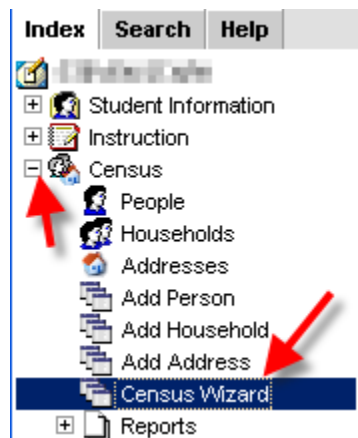 Index Search Help
Student Information
Instruction
Census
People
Households
Addresses
Add Person
Add Household
Add Address
Census Wizard
Reports